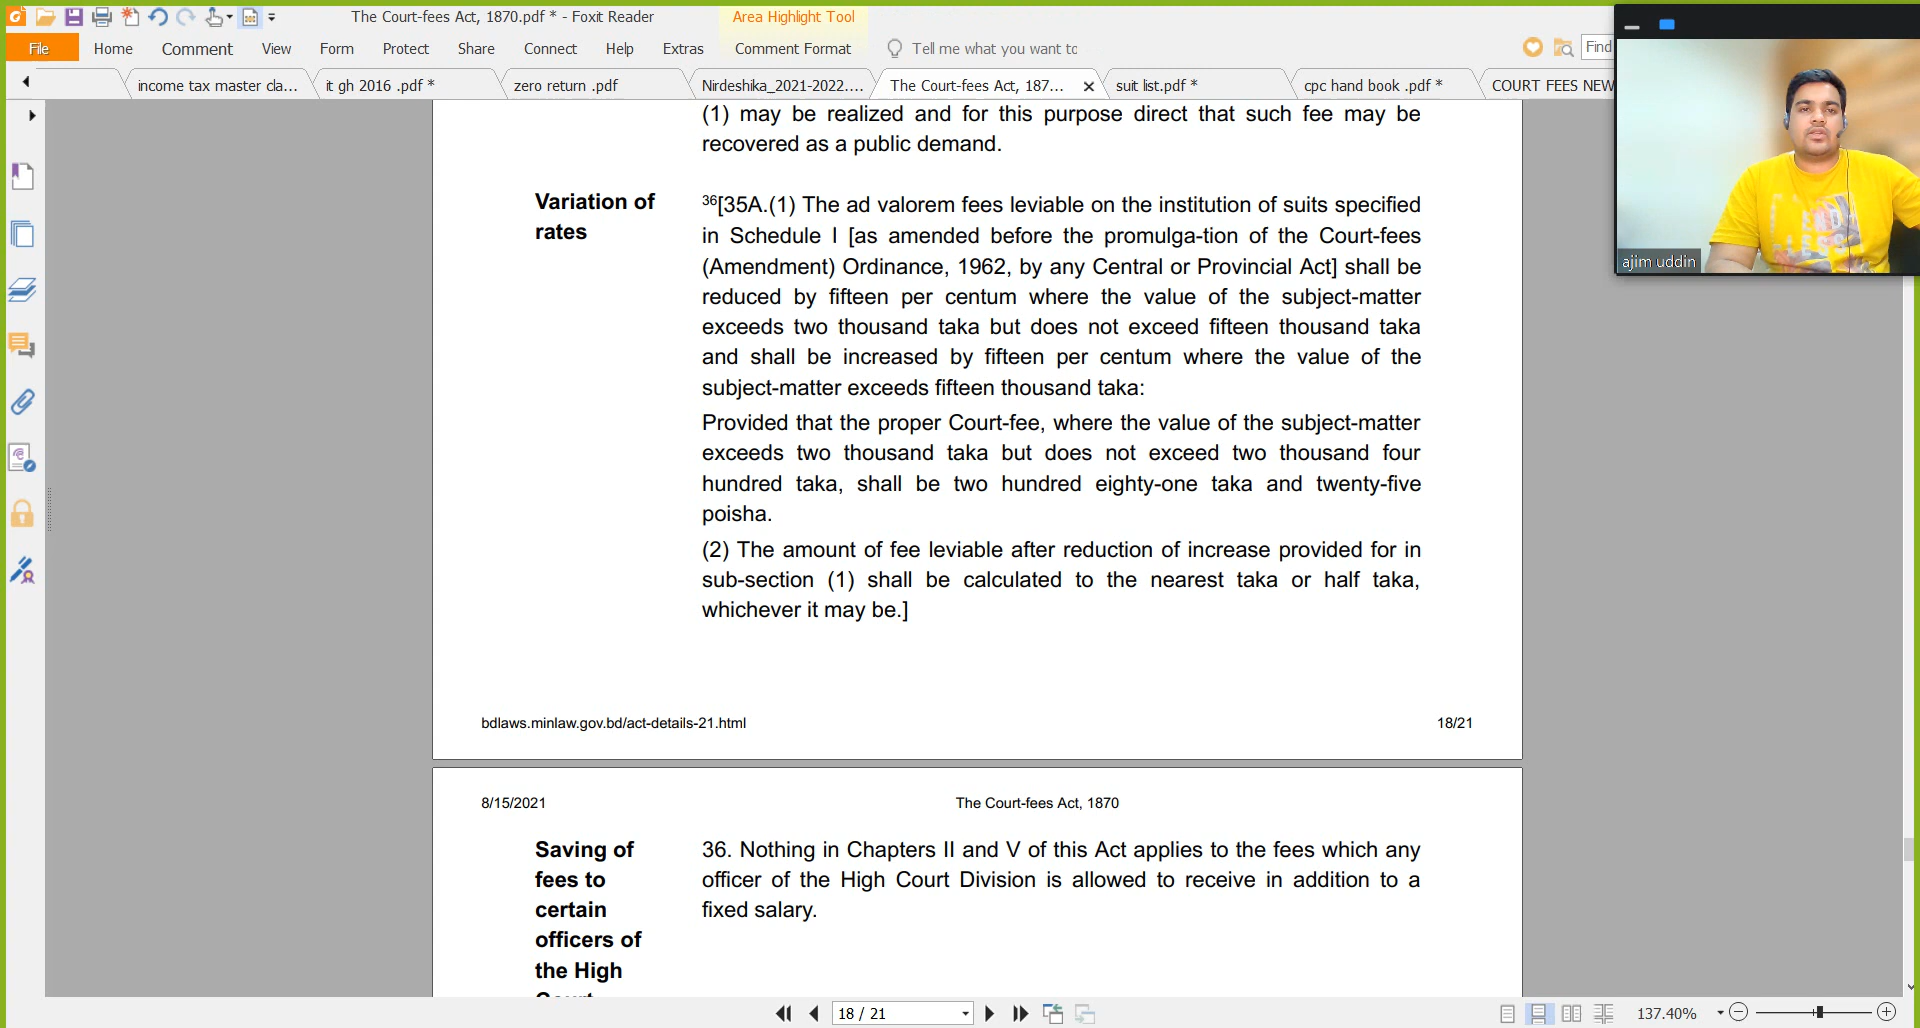 The Court-fees Act, 1870.pdf * - Foxit Reader
Area Highlight Tool
File Home Comment View Form Protect Share Connect Help Extras Comment Format Tell me what you want to
Find
income tax master cla... it gh 2016 .pdf * zero return .pdf Nirdeshika_2021-2022.... The Court-fees Act, 187... suit list.pdf * cpc hand book .pdf * COURT FEES NEW
ajim uddin
(1) may be realized and for this purpose direct that such fee may be
recovered as a public demand.
Variation of
rates
36[35A.(1) The ad valorem fees leviable on the institution of suits specified
in Schedule I [as amended before the promulga-tion of the Court-fees
(Amendment) Ordinance, 1962, by any Central or Provincial Act] shall be
reduced by fifteen per centum where the value of the subject-matter
exceeds two thousand taka but does not exceed fifteen thousand taka
and shall be increased by fifteen per centum where the value of the
subject-matter exceeds fifteen thousand taka:
Provided that the proper Court-fee, where the value of the subject-matter
exceeds two thousand taka but does not exceed two thousand four
hundred taka, shall be two hundred eighty-one taka and twenty-five
poisha.
(2) The amount of fee leviable after reduction of increase provided for in
sub-section (1) shall be calculated to the nearest taka or half taka,
whichever it may be.]
bdlaws.minlaw.gov.bd/act-details-21.html 18/21
8/15/2021 The Court-fees Act, 1870
Saving of
fees to
certain
officers of
the High
36. Nothing in Chapters II and V of this Act applies to the fees which any
officer of the High Court Division is allowed to receive in addition to a
fixed salary.
18 / 21
137.40%